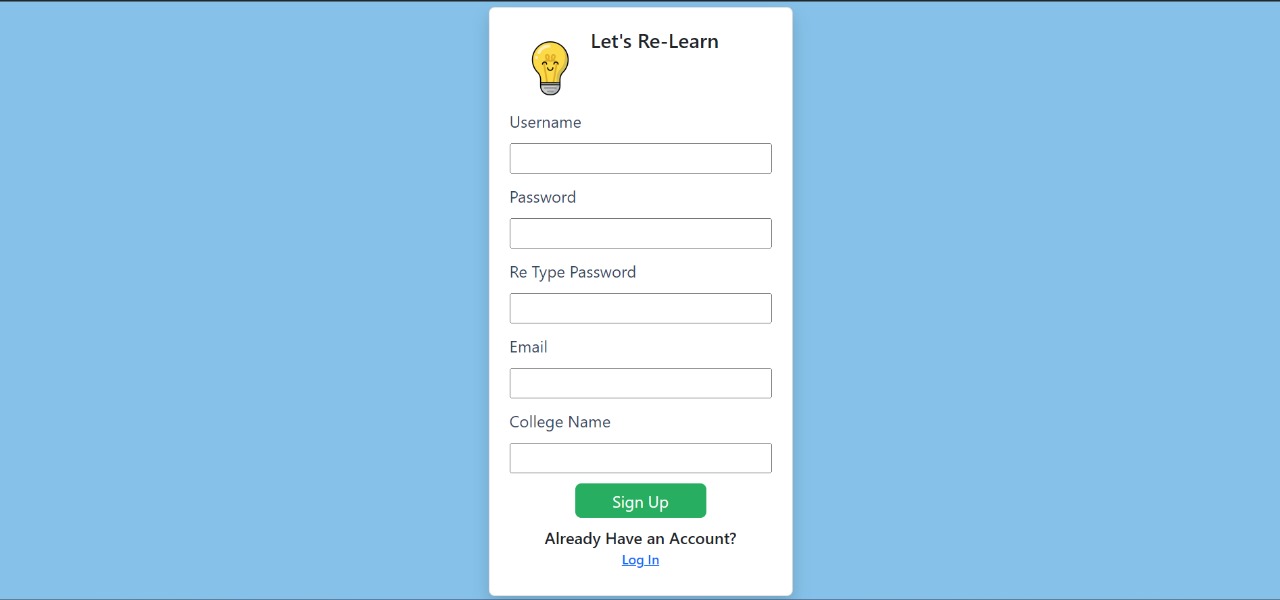 Let's Re-Learn
Username
Password
Re Type Password
Email
College Name
Sign Up
Already Have an Account?
Log In